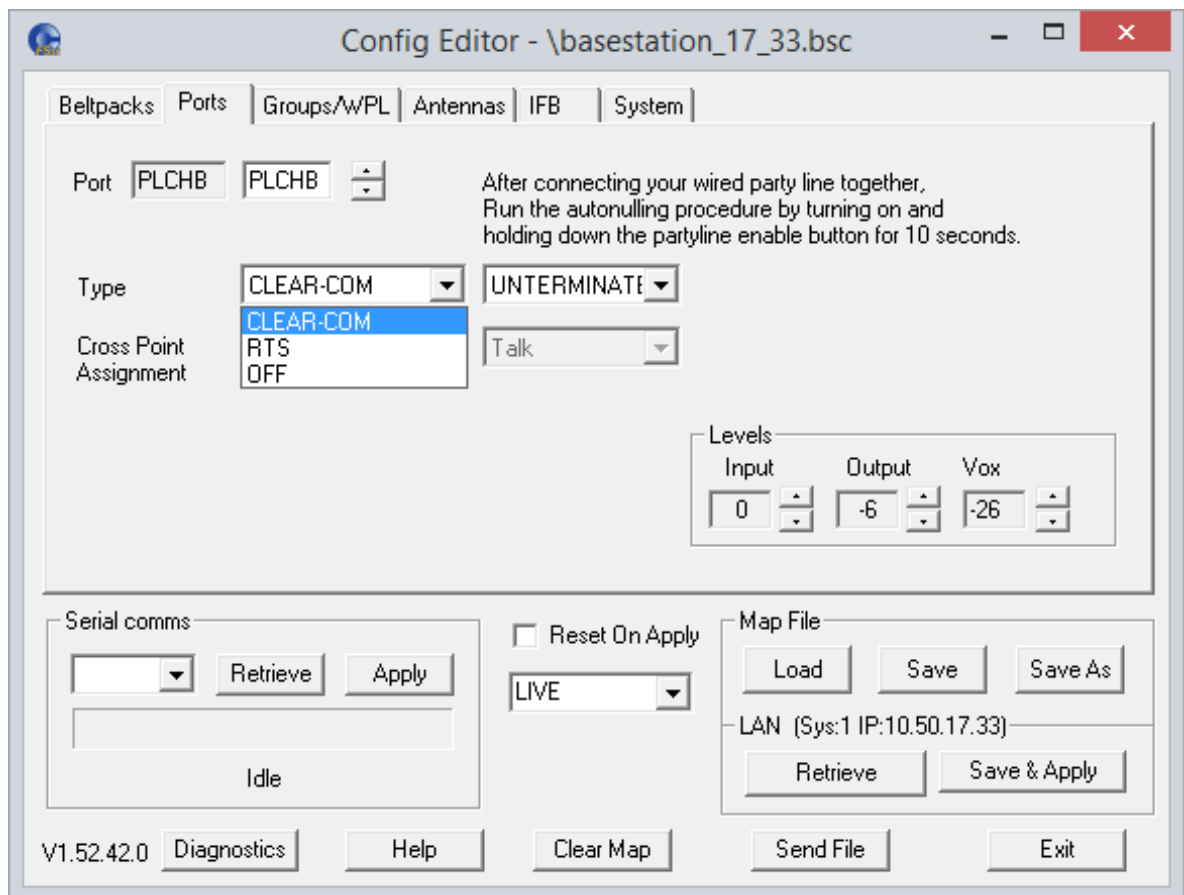 Config Editor - \basestation_17_33.bsc
Beltpacks Ports Groups/WPL Antennas IFB System
Port PLCHB PLCHB
After connecting your wired party line together,
Run the autonulling procedure by turning on and
holding down the partyline enable button for 10 seconds.
Type CLEAR-COM UNTERMINATE
CLEAR-COM
RTS
OFF
Cross Point
Assignment
Talk
Levels
Input Output Vox
0 -6 -26
Serial comms
Retrieve Apply
Idle
Reset On Apply
LIVE
Map File
Load Save Save As
LAN (Sys:1 IP:10.50.17.33)
Retrieve Save & Apply
V1.52.42.0 Diagnostics Help Clear Map Send File Exit